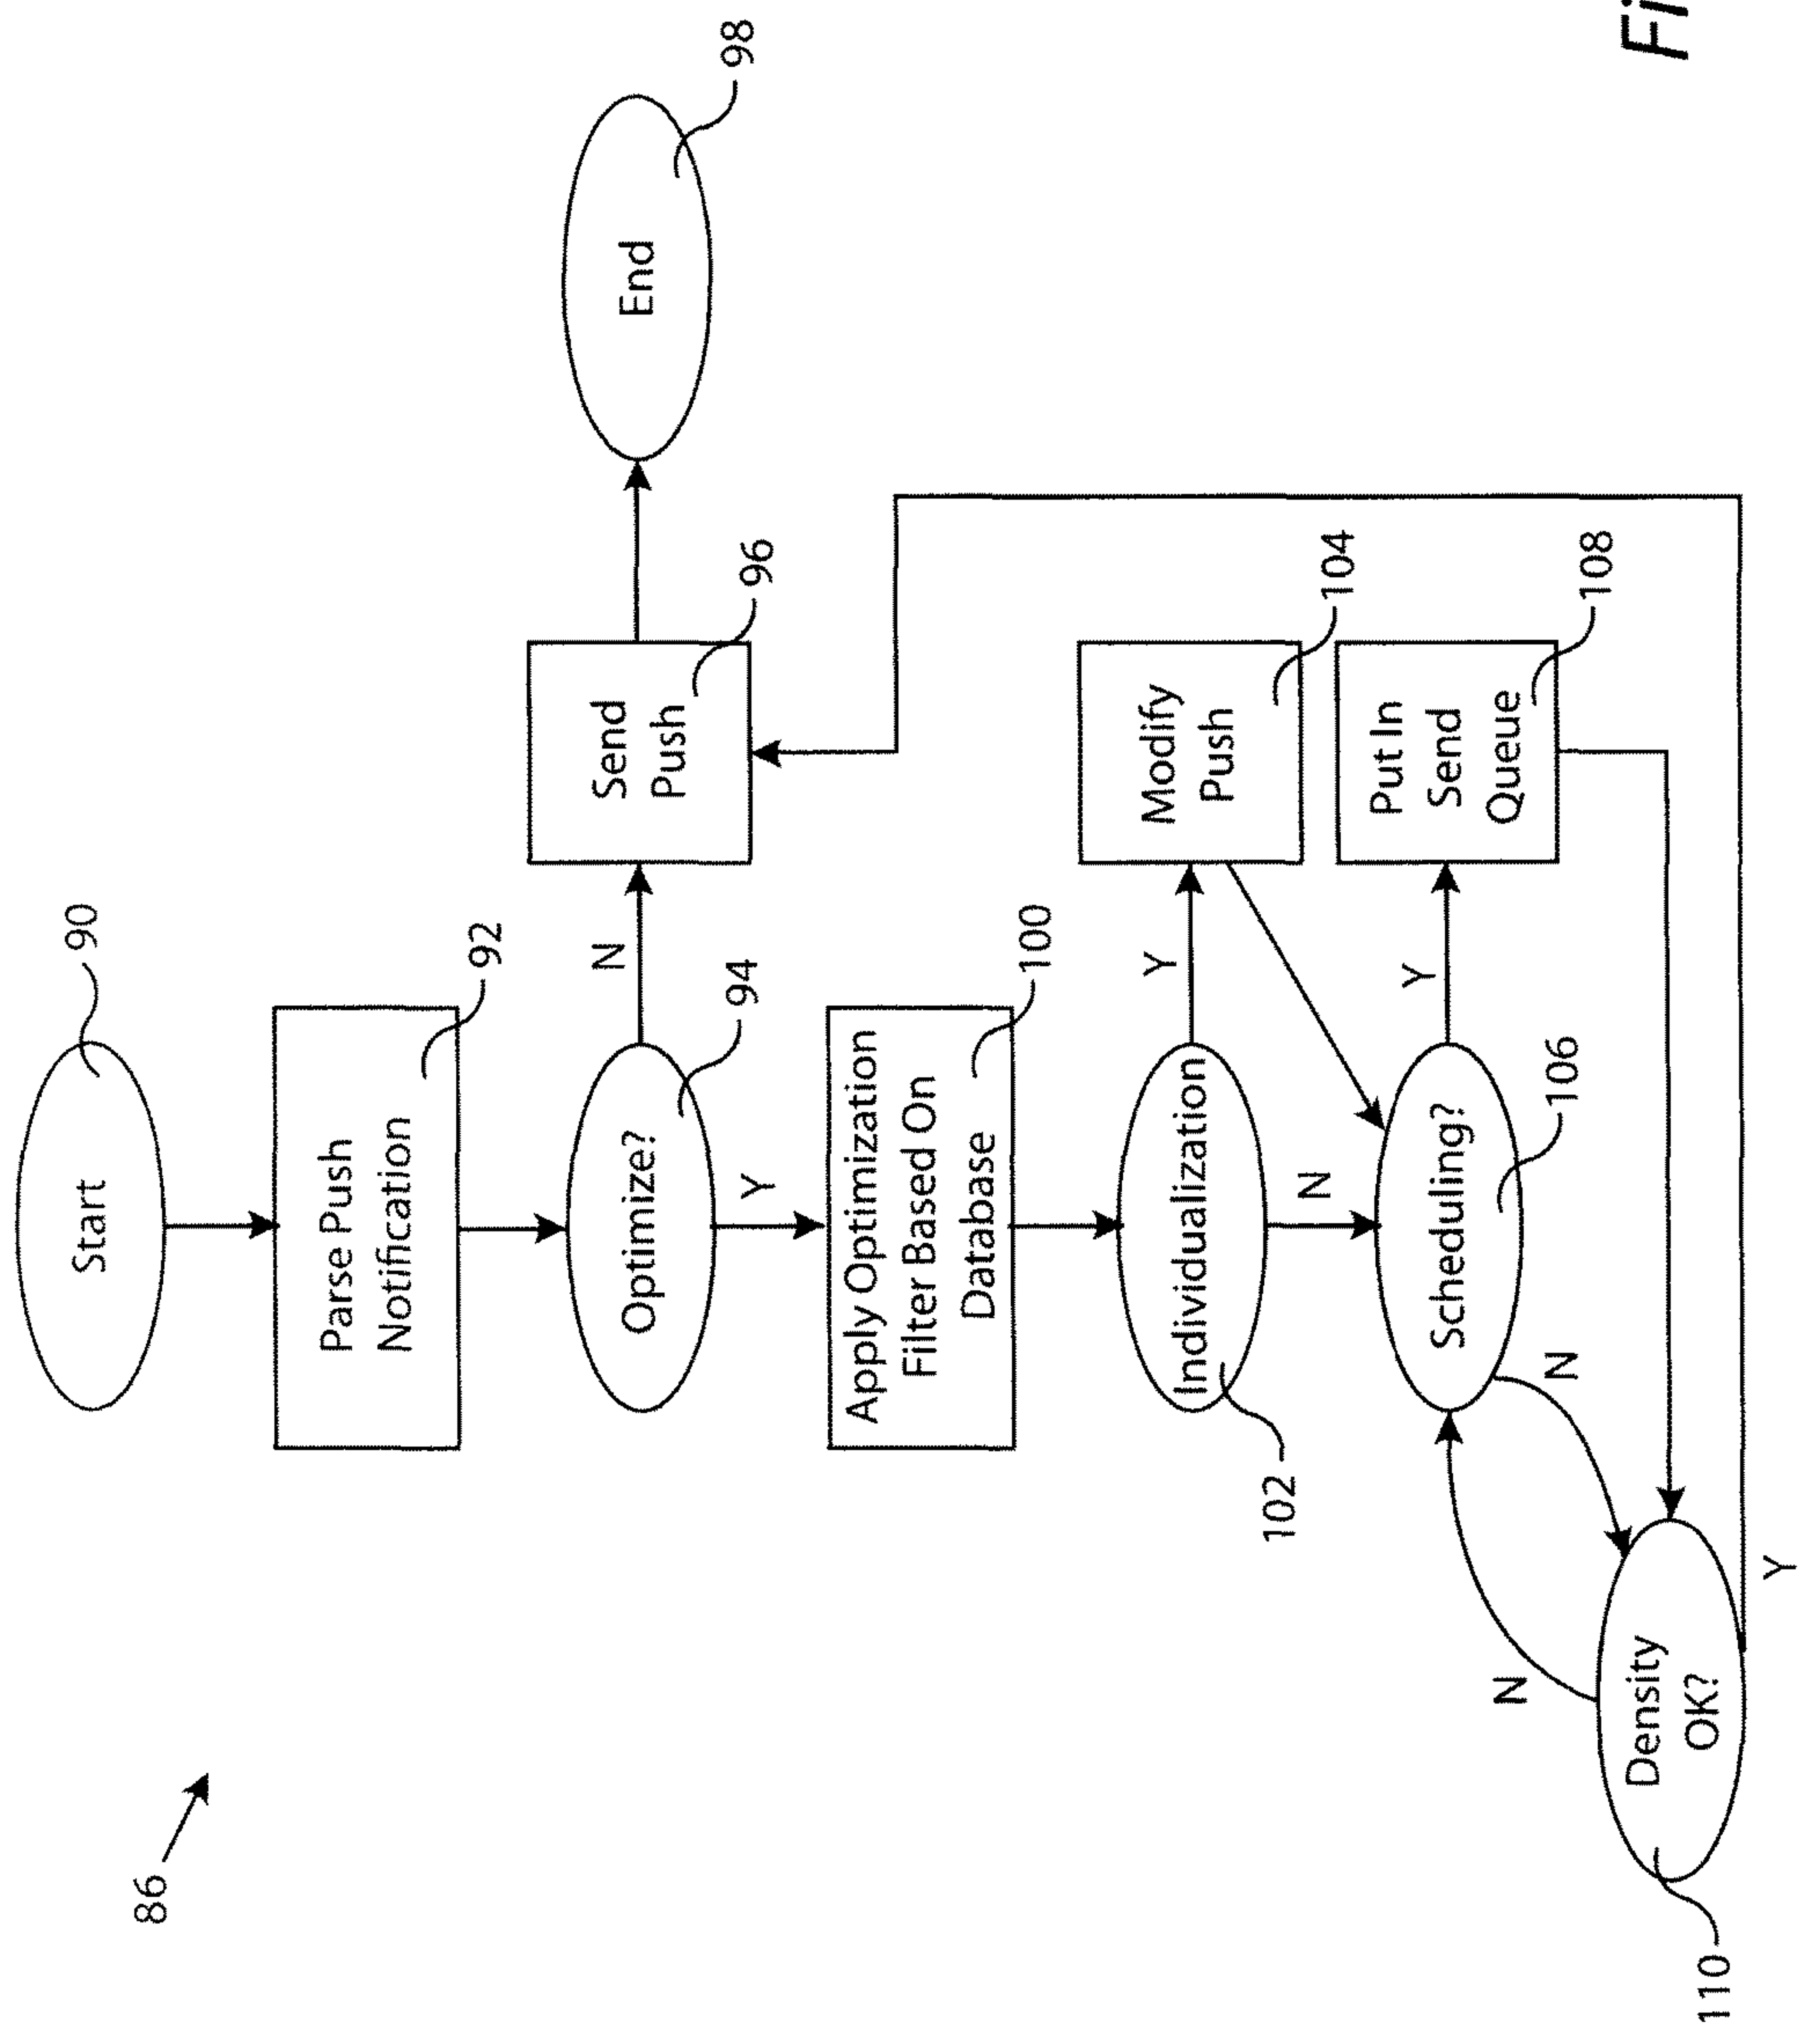 86
Start
90
Parse Push
Notification
92
Optimize?
94
N
Send
Push
96
End
98
Y
Apply Optimization
Filter Based On
Database
100
Individualization
102
Y
Modify
Push
104
N
Scheduling?
106
Y
Put In
Send
Queue
108
N
N
Density
OK?
110
Y
Fi